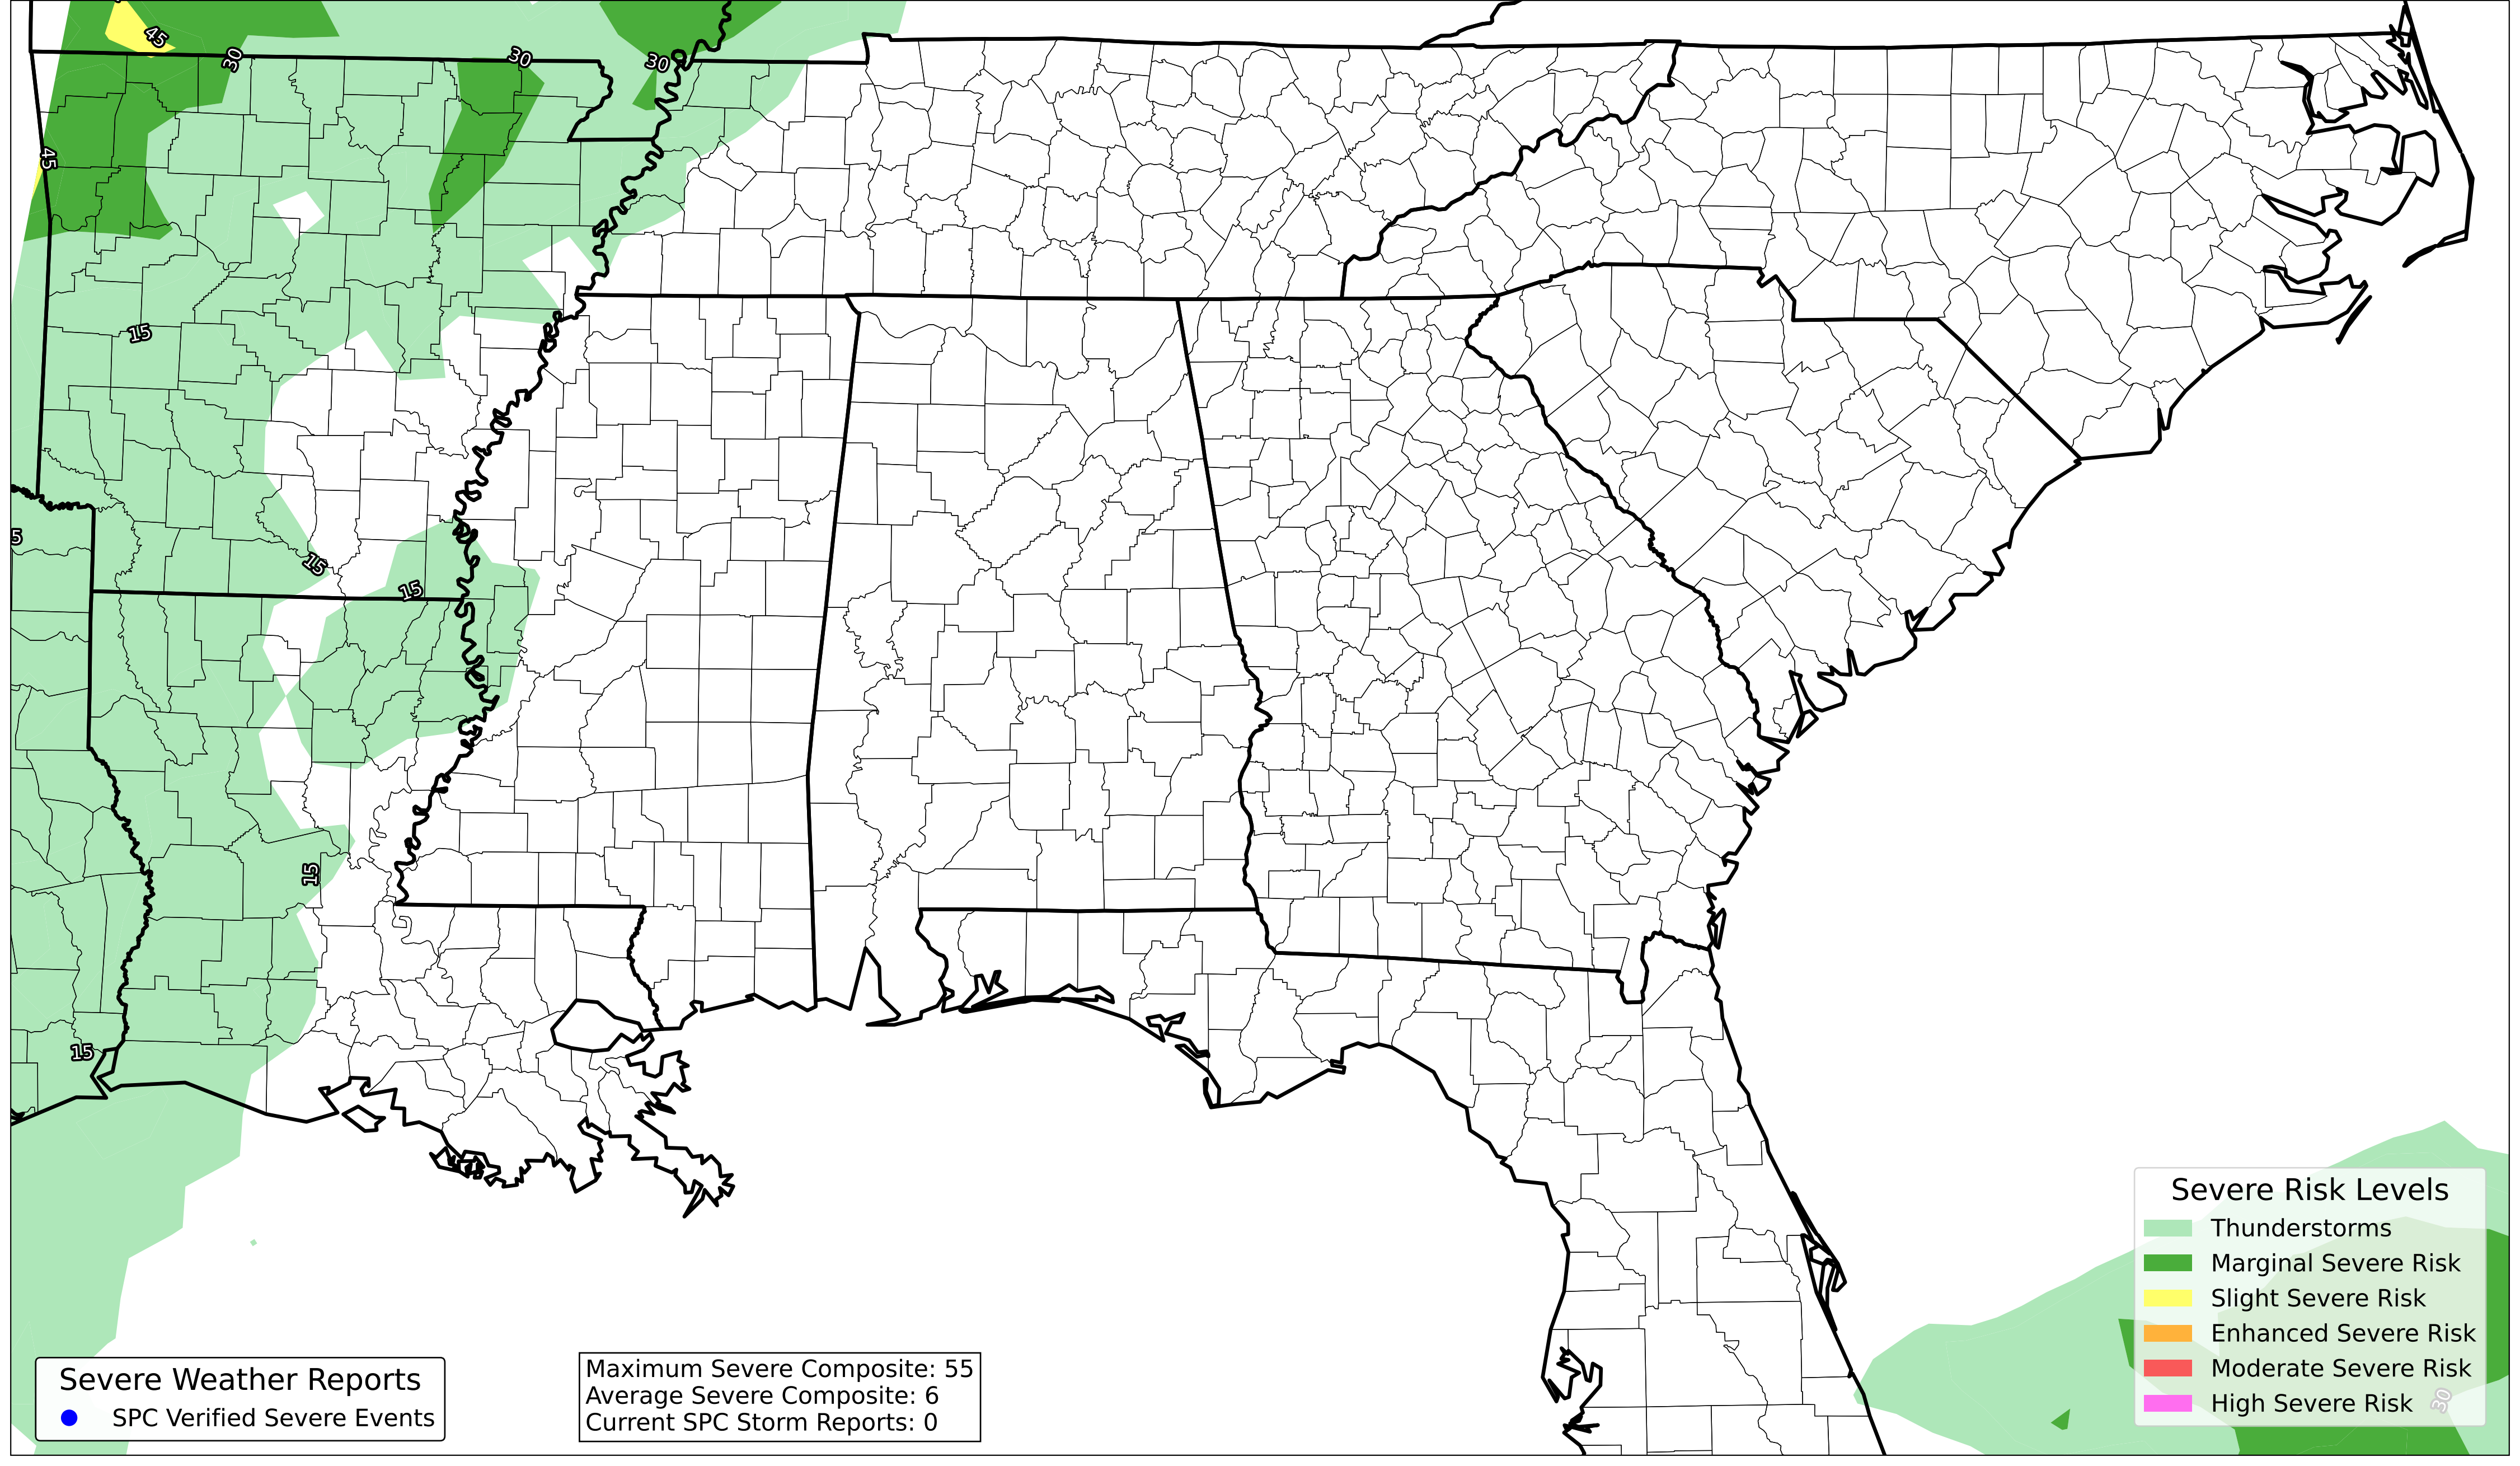 45
30
30
30
45
15
5
15
15
15
15
Severe Risk Levels
Thunderstorms
Marginal Severe Risk
Slight Severe Risk
Enhanced Severe Risk
Moderate Severe Risk
High Severe Risk
30
Severe Weather Reports
SPC Verified Severe Events
Maximum Severe Composite: 55
Average Severe Composite: 6
Current SPC Storm Reports: 0